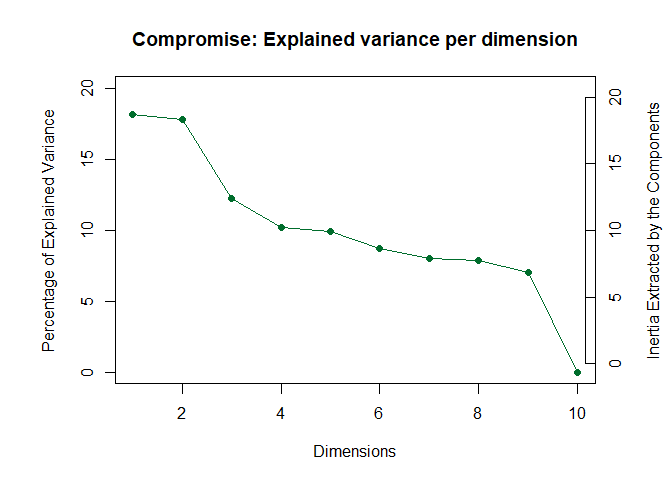 Compromise: Explained variance per dimension
Percentage of Explained Variance
20
15
10
5
0
20
15
10
5
0
Inertia Extracted by the Components
2 4 6 8 10
Dimensions